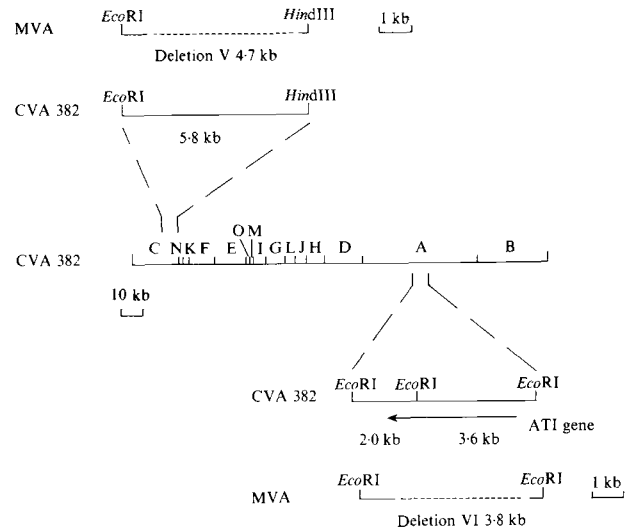 EcoRI HindIII
MVA
1 kb
Deletion V 4·7 kb
EcoRI HindIII
CVA 382
5·8 kb
O M
C N K F E I G L J H D A B
CVA 382
10 kb
EcoRI EcoRI EcoRI
CVA 382
ATI gene
2·0 kb 3·6 kb
EcoRI EcoRI
MVA
1 kb
Deletion VI 3·8 kb